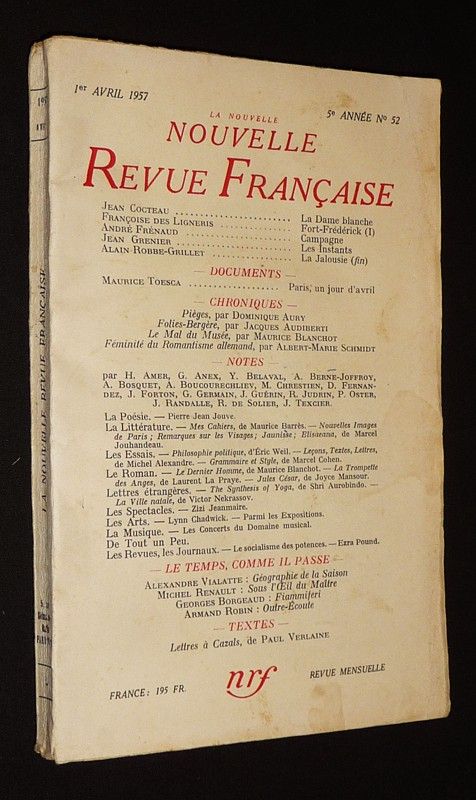 1er AVRIL 1957
5e ANNÉE No 52
LA NOUVELLE
NOUVELLE
REVUE FRANÇAISE
JEAN COCTEAU ........................ La Dame blanche
FRANÇOISE DES LIGNERIS .............. Fort-Frédérick (I)
ANDRÉ FRÉNAUD ...................... Campagne
JEAN GRENIER ........................ Les Instants
ALAIN ROBBE-GRILLET ................ La Jalousie (fin)
— DOCUMENTS —
MAURICE TOESCA .................... Paris, un jour d'avril
— CHRONIQUES —
Pièges, par DOMINIQUE AURY
Folies-Bergère, par JACQUES AUDIBERTI
Le Mal du Musée, par MAURICE BLANCHOT
Féminité du Romantisme allemand, par ALBERT-MARIE SCHMIDT
— NOTES —
par H. AMER, G. ANEX, Y. BELAVAL, A. BERNE-JOFFROY,
A. BOSQUET, A. BOUCOURECHLIEV, M. CHRESTIEN, D. FERNAN-
DEZ, J. FORTON, G. GERMAIN, J. GUÉRIN, R. JUDRIN, P. OSTER,
J. RANDALLE, R. DE SOLIER, J. TEXCIER.
La Poésie. — Pierre Jean Jouve.
La Littérature. — Mes Cahiers, de Maurice Barrès. — Nouvelles Images
de Paris ; Remarques sur les Visages ; Jaunisse ; Elisæana, de Marcel
Jouhandeau.
Les Essais. — Philosophie politique, d'Éric Weil. — Leçons, Textes, Lettres,
de Michel Alexandre. — Grammaire et Style, de Marcel Cohen.
Le Roman. — Le Dernier Homme, de Maurice Blanchot. — La Trompette
des Anges, de Laurent La Praye. — Jules César, de Joyce Mansour.
Lettres étrangères. — The Synthesis of Yoga, de Shri Aurobindo. —
La Ville natale, de Victor Nekrassov.
Les Spectacles. — Zizi Jeanmaire.
Les Arts. — Lynn Chadwick. — Parmi les Expositions.
La Musique. — Les Concerts du Domaine musical.
De Tout un Peu.
Les Revues, les Journaux. — Le socialisme des potences. — Ezra Pound.
— LE TEMPS, COMME IL PASSE —
ALEXANDRE VIALATTE : Géographie de la Saison
MICHEL RENAULT : Sous l'Œil du Maître
GEORGES BORGEAUD : Fiammiferi
ARMAND ROBIN : Outre-Écoute
— TEXTES —
Lettres à Cazals, de PAUL VERLAINE
FRANCE : 195 FR.
nrf
REVUE MENSUELLE
LA NOUVELLE NOUVELLE REVUE FRANÇAISE